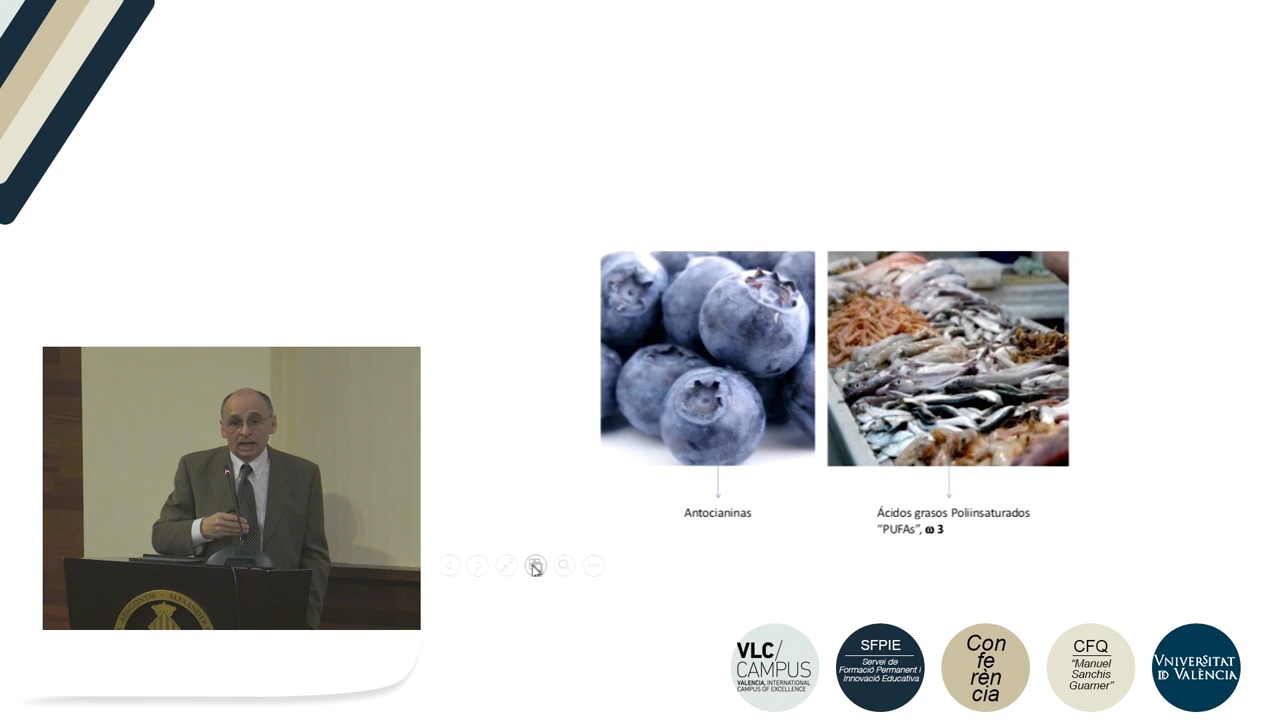 Antocianinas
Ácidos grasos Poliinsaturados
“PUFAs”, ω 3
VLC/
CAMPUS
VALENCIA, INTERNATIONAL
CAMPUS OF EXCELLENCE
SFPIE
Servei de
Formació Permanent i
Innovació Educativa
Con
fe
rèn
cia
CFQ
“Manuel
Sanchis
Guarner”
VNIVERSITAT
ID VALÈNCIA